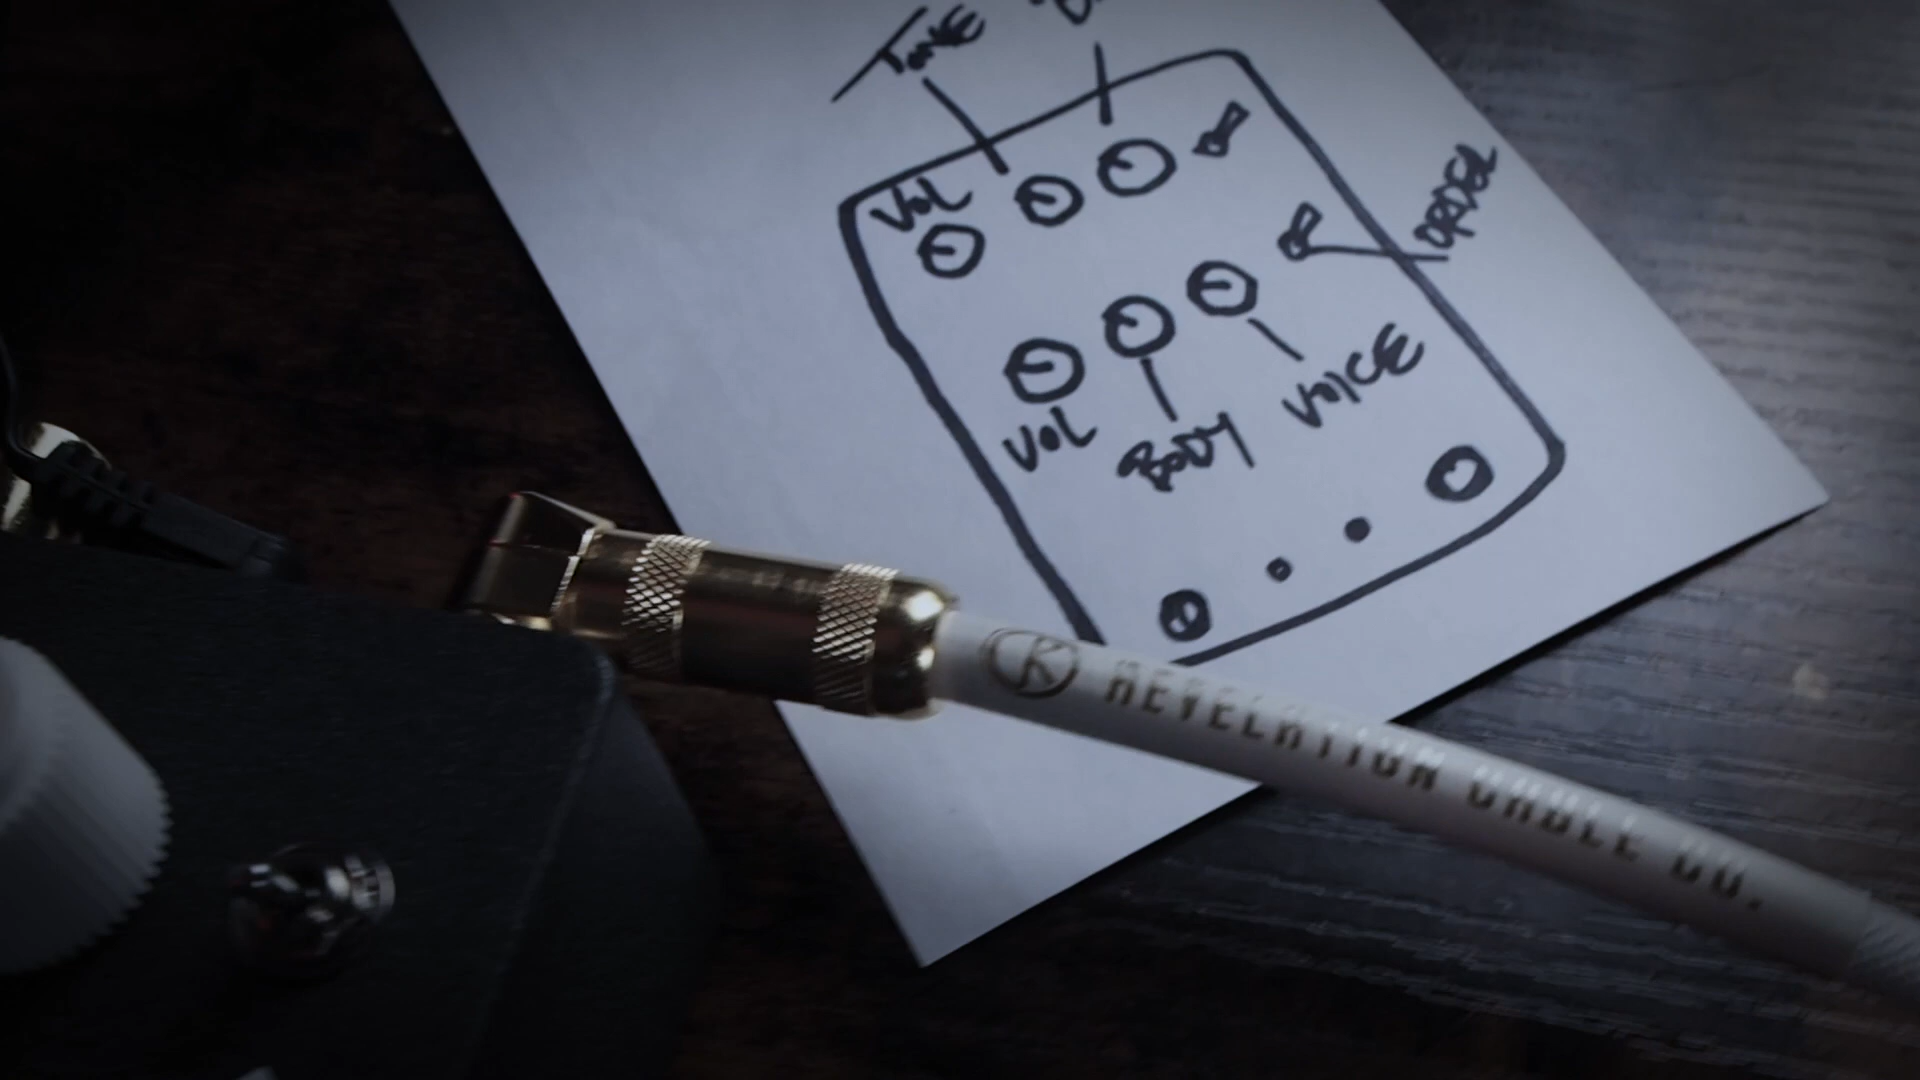 TONE
VOL
ORDER
VOL
BODY
VOICE
REVELATION CABLE CO.